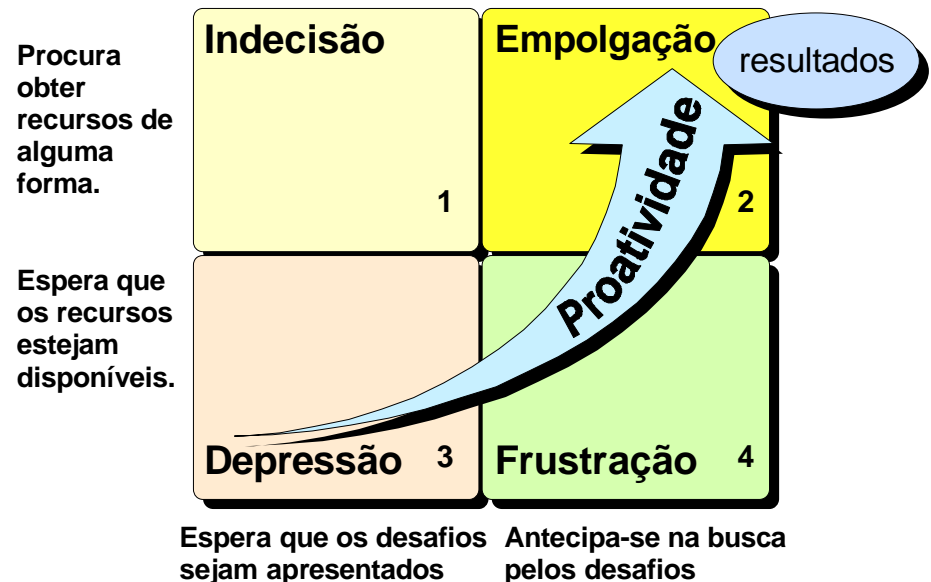 Procura
obter
recursos de
alguma
forma.
Indecisão
1
Empolgação
2
resultados
Proatividade
Espera que
os recursos
estejam
disponíveis.
Depressão 3
Frustração 4
Espera que os desafios
sejam apresentados
Antecipa-se na busca
pelos desafios